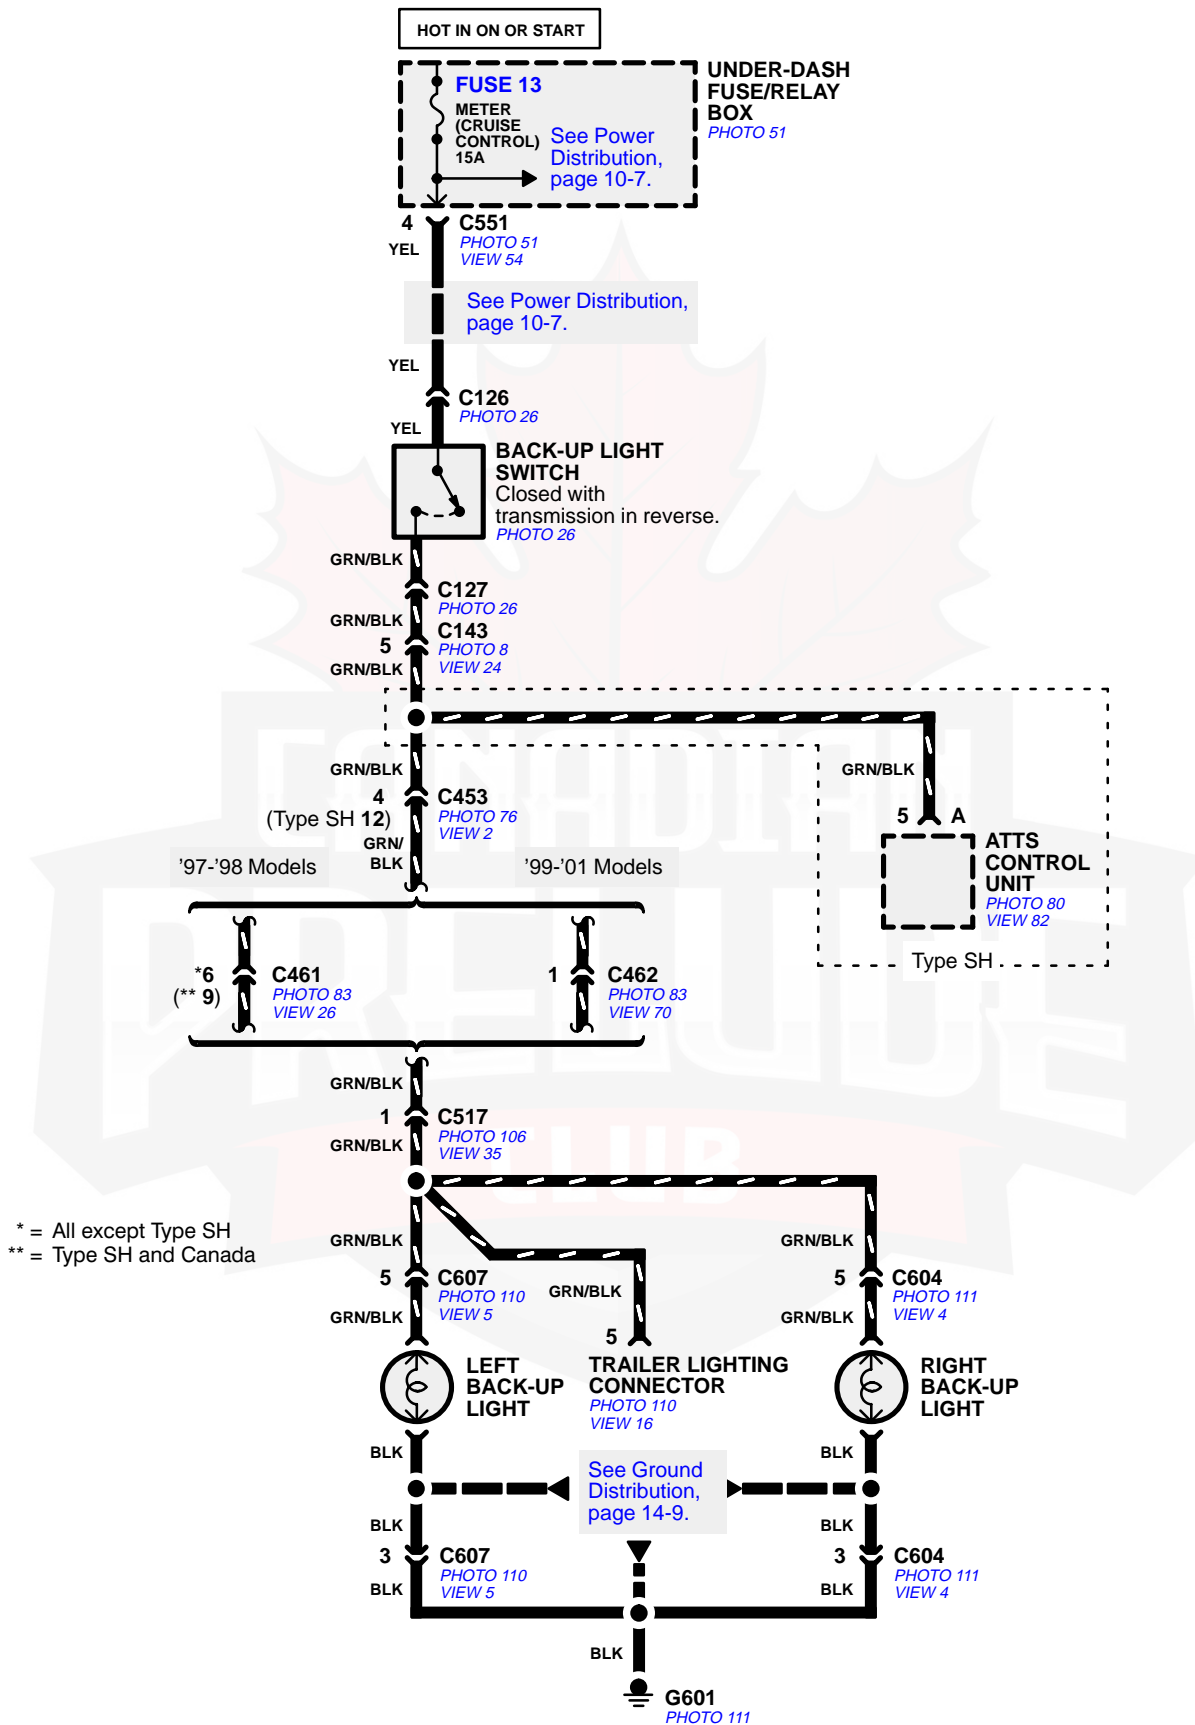 HOT IN ON OR START
FUSE 13
METER
(CRUISE
CONTROL)
15A
See Power
Distribution,
page 10-7.
UNDER-DASH
FUSE/RELAY
BOX
PHOTO 51
4
C551
PHOTO 51
VIEW 54
YEL
See Power Distribution,
page 10-7.
YEL
C126
PHOTO 26
YEL
BACK-UP LIGHT
SWITCH
Closed with
transmission in reverse.
PHOTO 26
GRN/BLK
C127
PHOTO 26
GRN/BLK
5
C143
PHOTO 8
VIEW 24
GRN/BLK
GRN/BLK
4
(Type SH 12)
C453
PHOTO 76
VIEW 2
GRN/
BLK
GRN/BLK
5
A
ATTS
CONTROL
UNIT
PHOTO 80
VIEW 82
Type SH
'97-'98 Models
'99-'01 Models
*6
(** 9)
C461
PHOTO 83
VIEW 26
1
C462
PHOTO 83
VIEW 70
GRN/BLK
1
C517
PHOTO 106
VIEW 35
GRN/BLK
* = All except Type SH
** = Type SH and Canada
GRN/BLK
5
C607
PHOTO 110
VIEW 5
GRN/BLK
GRN/BLK
5
TRAILER LIGHTING
CONNECTOR
PHOTO 110
VIEW 16
GRN/BLK
5
C604
PHOTO 111
VIEW 4
GRN/BLK
LEFT
BACK-UP
LIGHT
RIGHT
BACK-UP
LIGHT
BLK
BLK
See Ground
Distribution,
page 14-9.
BLK
BLK
3
C607
PHOTO 110
VIEW 5
BLK
3
C604
PHOTO 111
VIEW 4
BLK
BLK
G601
PHOTO 111
CANADIAN
PRELUDE
CLUB